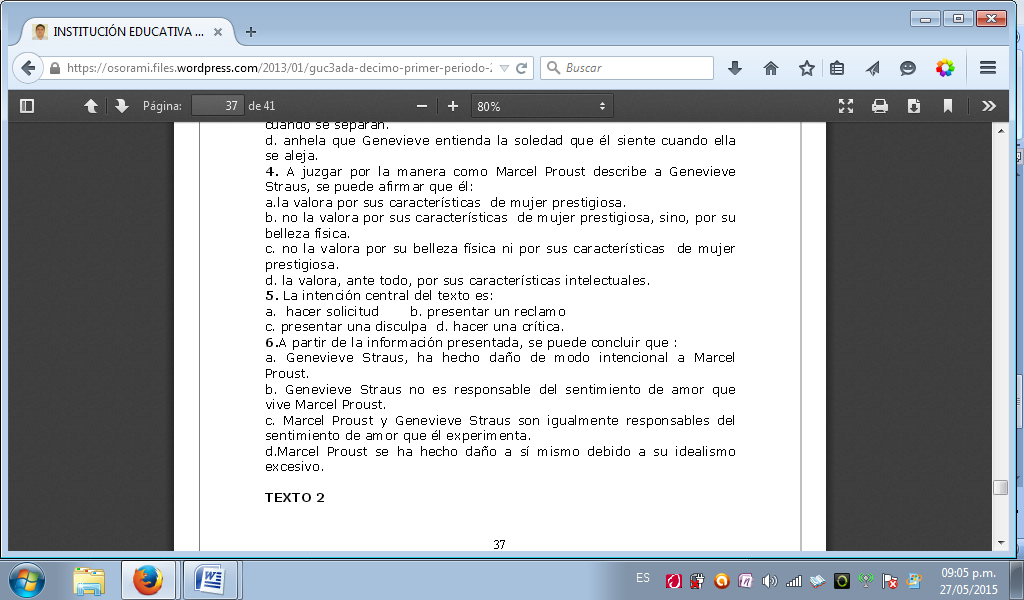 INSTITUCIÓN EDUCATIVA ...
https://osorami.files.wordpress.com/2013/01/guc3ada-decimo-primer-periodo-2
Buscar
Página: 37 de 41
80%
cuando se separan.
d. anhela que Genevieve entienda la soledad que él siente cuando ella
se aleja.
4. A juzgar por la manera como Marcel Proust describe a Genevieve
Straus, se puede afirmar que él:
a.la valora por sus características de mujer prestigiosa.
b. no la valora por sus características de mujer prestigiosa, sino, por su
belleza física.
c. no la valora por su belleza física ni por sus características de mujer
prestigiosa.
d. la valora, ante todo, por sus características intelectuales.
5. La intención central del texto es:
a. hacer solicitud b. presentar un reclamo
c. presentar una disculpa d. hacer una crítica.
6.A partir de la información presentada, se puede concluir que :
a. Genevieve Straus, ha hecho daño de modo intencional a Marcel
Proust.
b. Genevieve Straus no es responsable del sentimiento de amor que
vive Marcel Proust.
c. Marcel Proust y Genevieve Straus son igualmente responsables del
sentimiento de amor que él experimenta.
d.Marcel Proust se ha hecho daño a sí mismo debido a su idealismo
excesivo.
TEXTO 2
37
ES
09:05 p.m.
27/05/2015